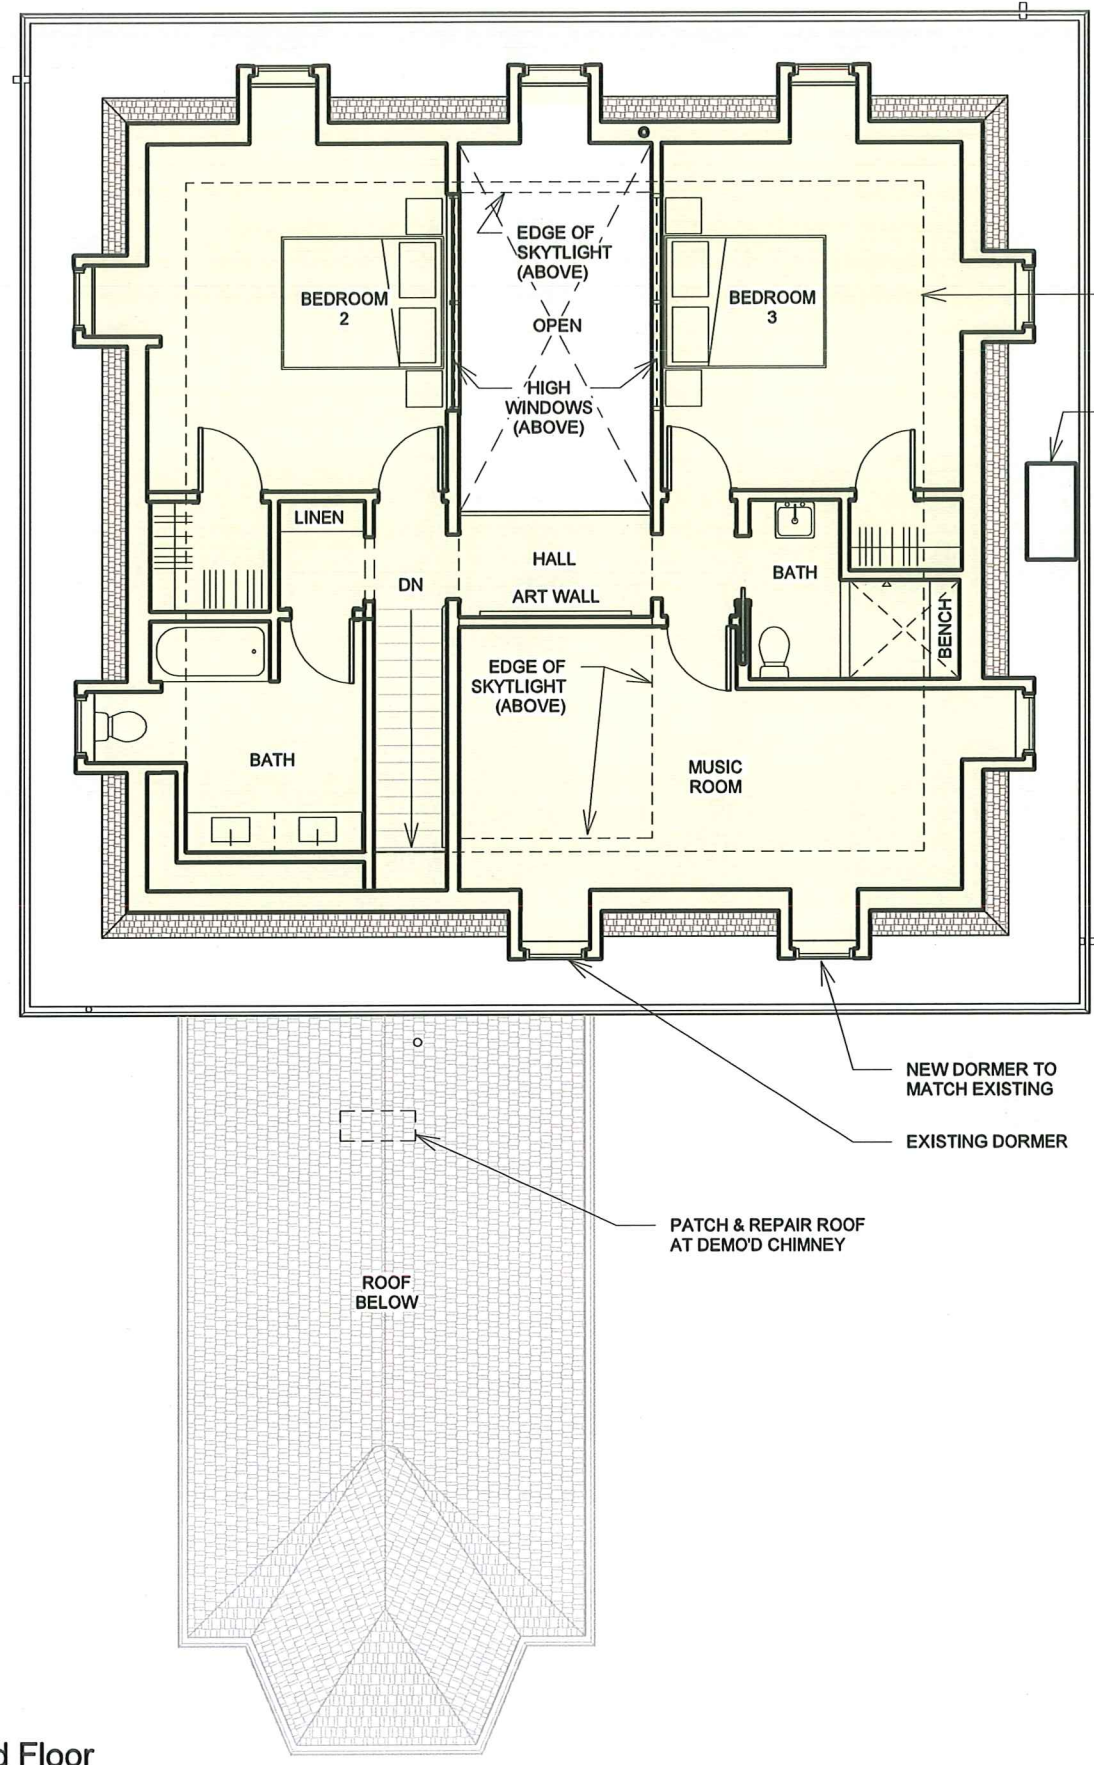 EDGE OF
SKYTLIGHT
(ABOVE)
BEDROOM
2
BEDROOM
3
OPEN
HIGH
WINDOWS
(ABOVE)
LINEN
HALL
BATH
DN
ART WALL
BENCH
EDGE OF
SKYTLIGHT
(ABOVE)
BATH
MUSIC
ROOM
NEW DORMER TO
MATCH EXISTING
EXISTING DORMER
PATCH & REPAIR ROOF
AT DEMO'D CHIMNEY
ROOF
BELOW
d Floor